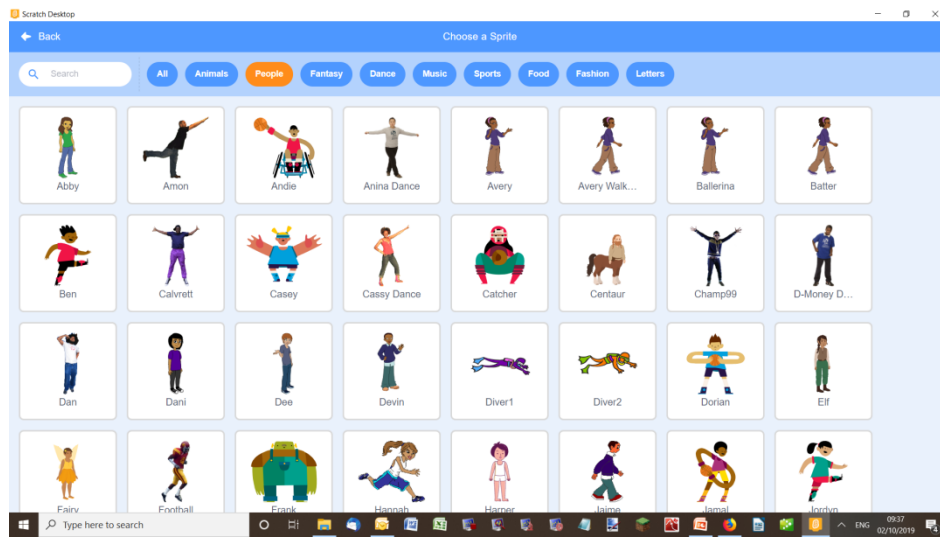 Scratch Desktop
Back
Choose a Sprite
Search
All Animals People Fantasy Dance Music Sports Food Fashion Letters
Abby Amon Andie Anina Dance Avery Avery Walk... Ballerina Batter
Ben Calvrett Casey Cassy Dance Catcher Centaur Champ99 D-Money D...
Dan Dani Dee Devin Diver1 Diver2 Dorian Elf
Fairy Football Frank Hannah Harper Jaime Jamal Jordyn
Type here to search
ENG
09:37
02/10/2019